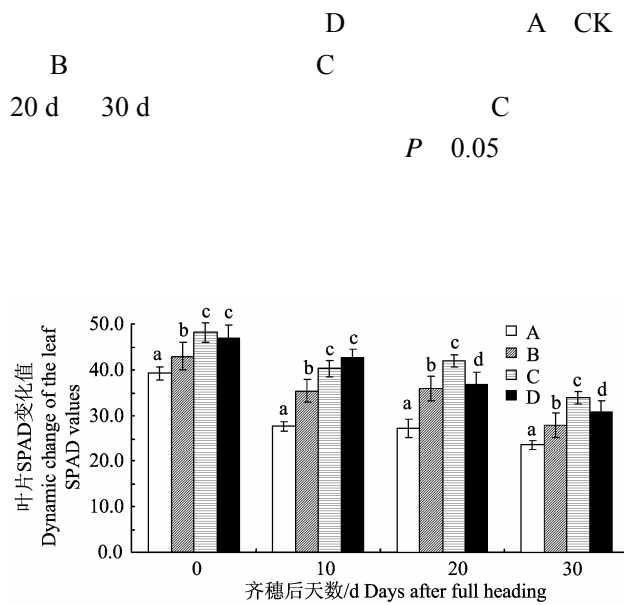 D A CK
B C
20 d 30 d C
P 0.05
叶片SPAD变化值
Dynamic change of the leaf
SPAD values
50.0
40.0
30.0
20.0
10.0
0.0
a b c c
a b c c
a b c d
a b c d
A
B
C
D
0 10 20 30
齐穗后天数/d Days after full heading